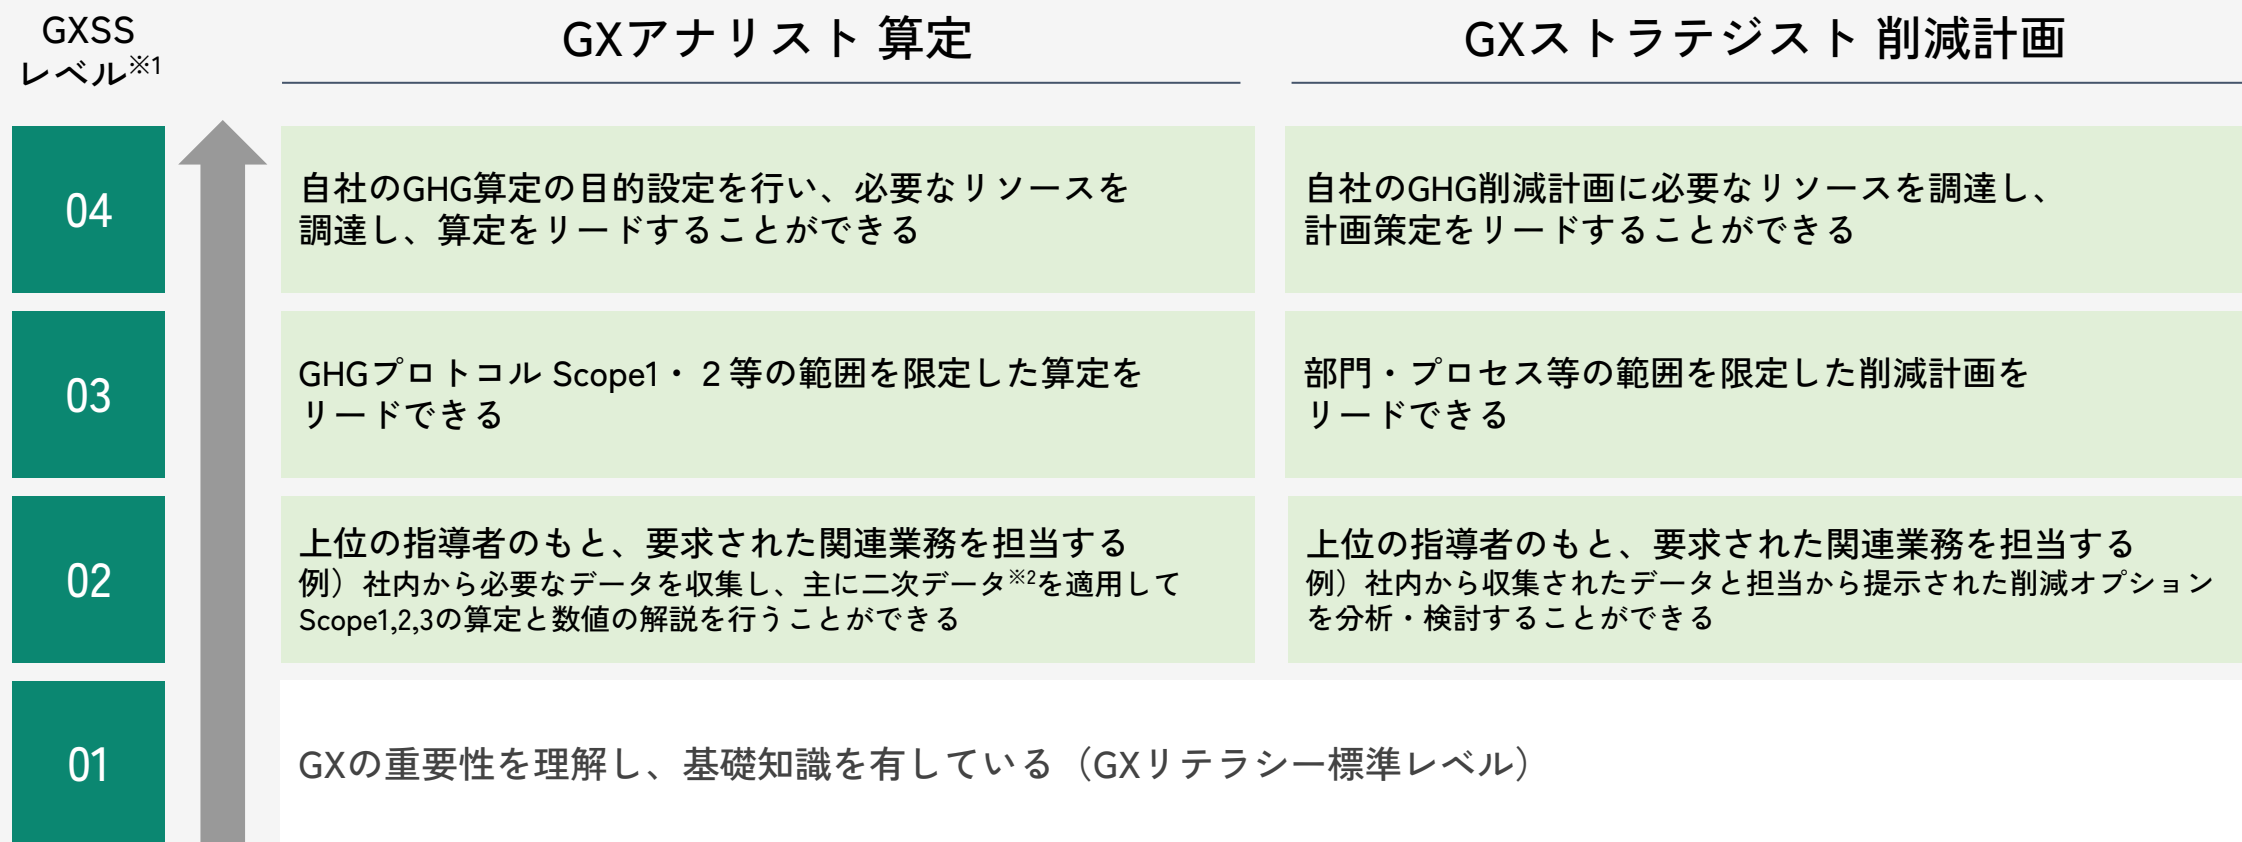 GXSS
レベル※1
GXアナリスト 算定
GXストラテジスト 削減計画
04
自社のGHG算定の目的設定を行い、必要なリソースを
調達し、算定をリードすることができる
自社のGHG削減計画に必要なリソースを調達し、
計画策定をリードすることができる
03
GHGプロトコル Scope1・２等の範囲を限定した算定を
リードできる
部門・プロセス等の範囲を限定した削減計画を
リードできる
02
上位の指導者のもと、要求された関連業務を担当する
例）社内から必要なデータを収集し、主に二次データ※2を適用して
Scope1,2,3の算定と数値の解説を行うことができる
上位の指導者のもと、要求された関連業務を担当する
例）社内から収集されたデータと担当から提示された削減オプション
を分析・検討することができる
01
GXの重要性を理解し、基礎知識を有している（GXリテラシー標準レベル）